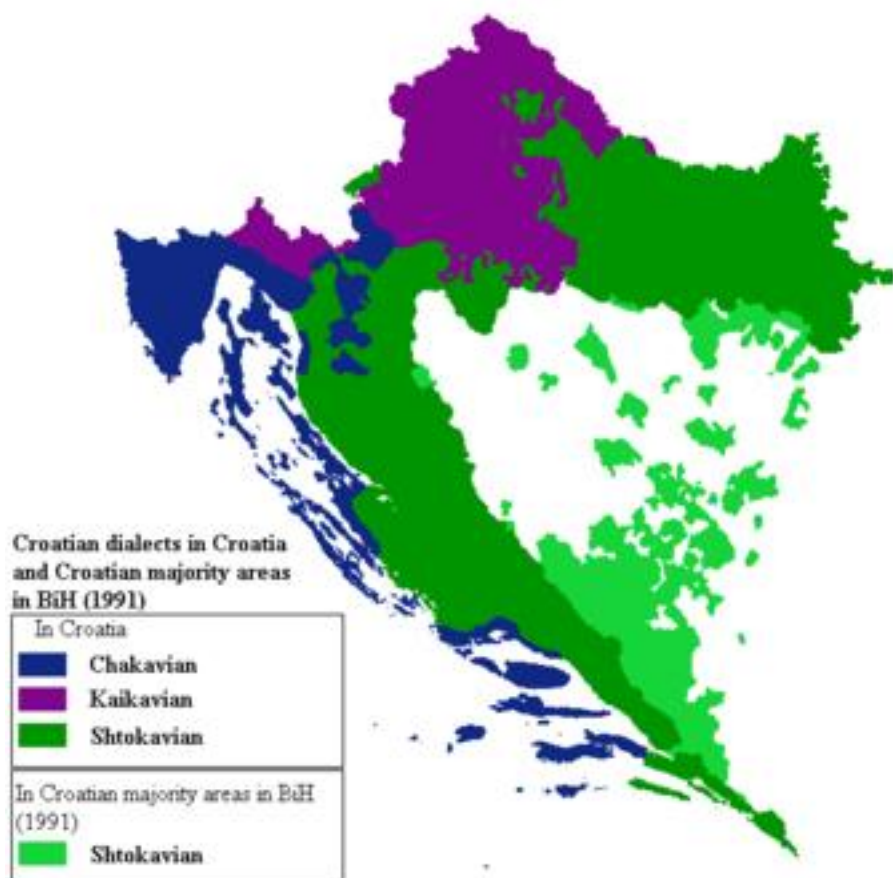 Croatian dialects in Croatia
and Croatian majority areas
in BiH (1991)
In Croatia
Chakavian
Kaikavian
Shtokavian
In Croatian majority areas in BiH
(1991)
Shtokavian